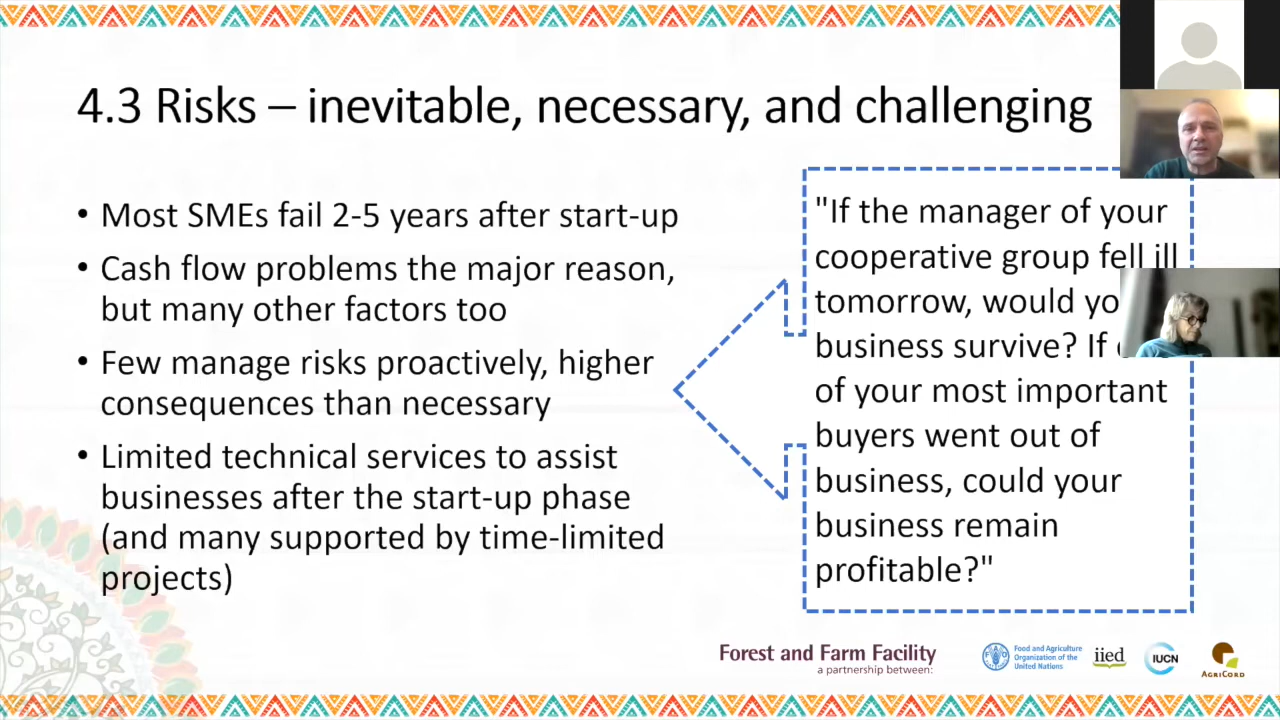 4.3 Risks – inevitable, necessary, and challenging
• Most SMEs fail 2-5 years after start-up
• Cash flow problems the major reason,
but many other factors too
• Few manage risks proactively, higher
consequences than necessary
• Limited technical services to assist
businesses after the start-up phase
(and many supported by time-limited
projects)
"If the manager of your
cooperative group fell ill
tomorrow, would
business survive? If
of your most important
buyers went out of
business, could your
business remain
profitable?"
Forest and Farm Facility
a partnership between:
Food and Agriculture
Organization of the
United Nations
iied
IUCN
AGRICORD